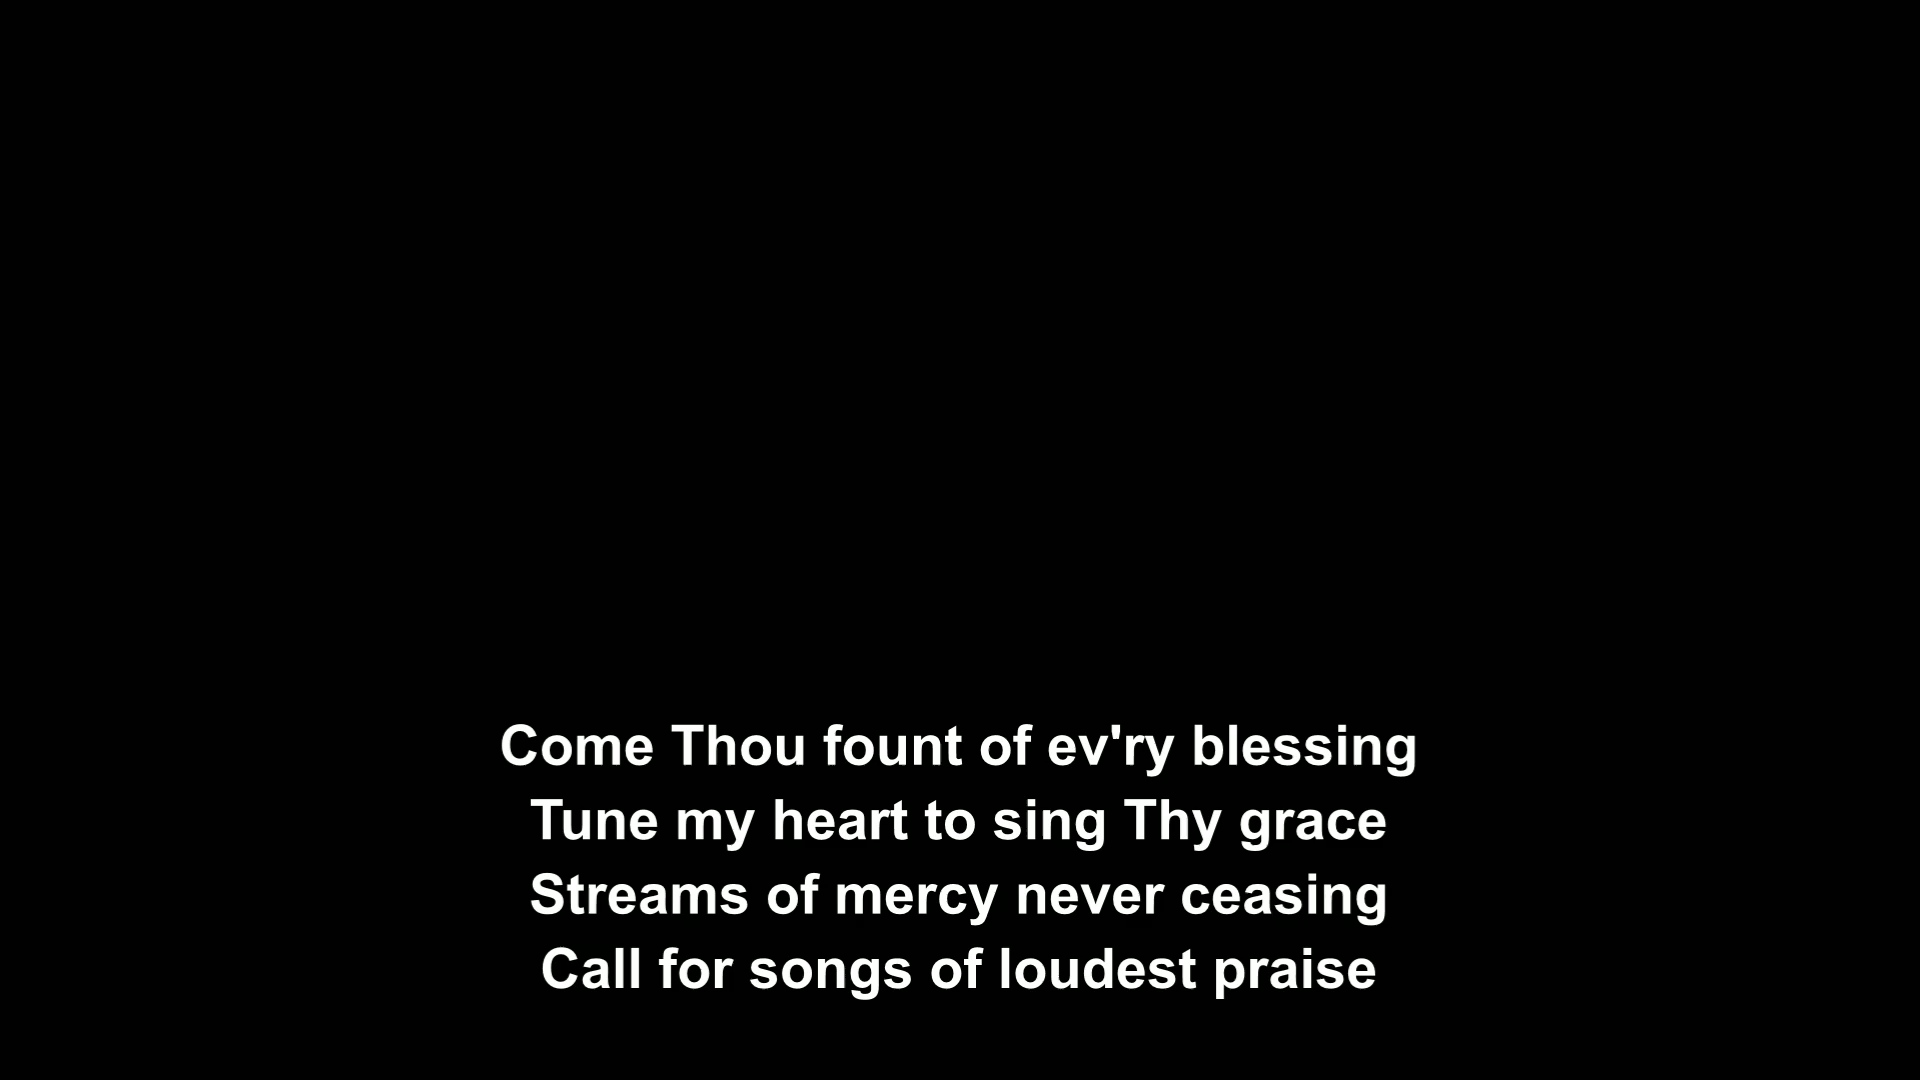 Come Thou fount of ev'ry blessing
Tune my heart to sing Thy grace
Streams of mercy never ceasing
Call for songs of loudest praise